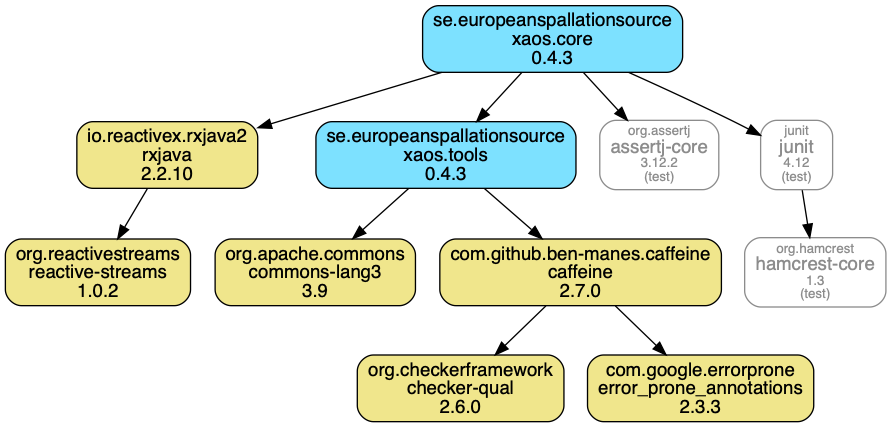 se.europeanspallationsource
xaos.core
0.4.3
io.reactivex.rxjava2
rxjava
2.2.10
se.europeanspallationsource
xaos.tools
0.4.3
org.assertj
assertj-core
3.12.2
(test)
junit
junit
4.12
(test)
org.reactivestreams
reactive-streams
1.0.2
org.apache.commons
commons-lang3
3.9
com.github.ben-manes.caffeine
caffeine
2.7.0
org.hamcrest
hamcrest-core
1.3
(test)
org.checkerframework
checker-qual
2.6.0
com.google.errorprone
error_prone_annotations
2.3.3